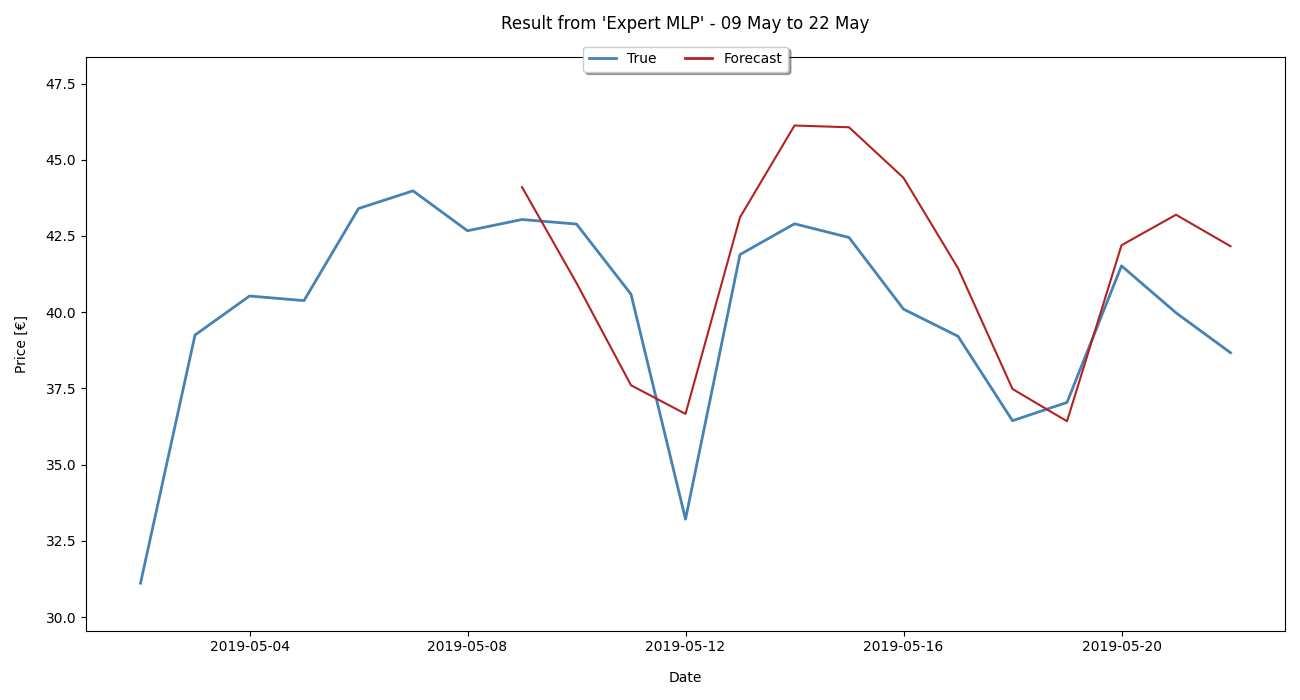 Result from 'Expert MLP' - 09 May to 22 May
True Forecast
47.5
45.0
42.5
40.0
37.5
35.0
32.5
30.0
Price [€]
2019-05-04 2019-05-08 2019-05-12 2019-05-16 2019-05-20
Date